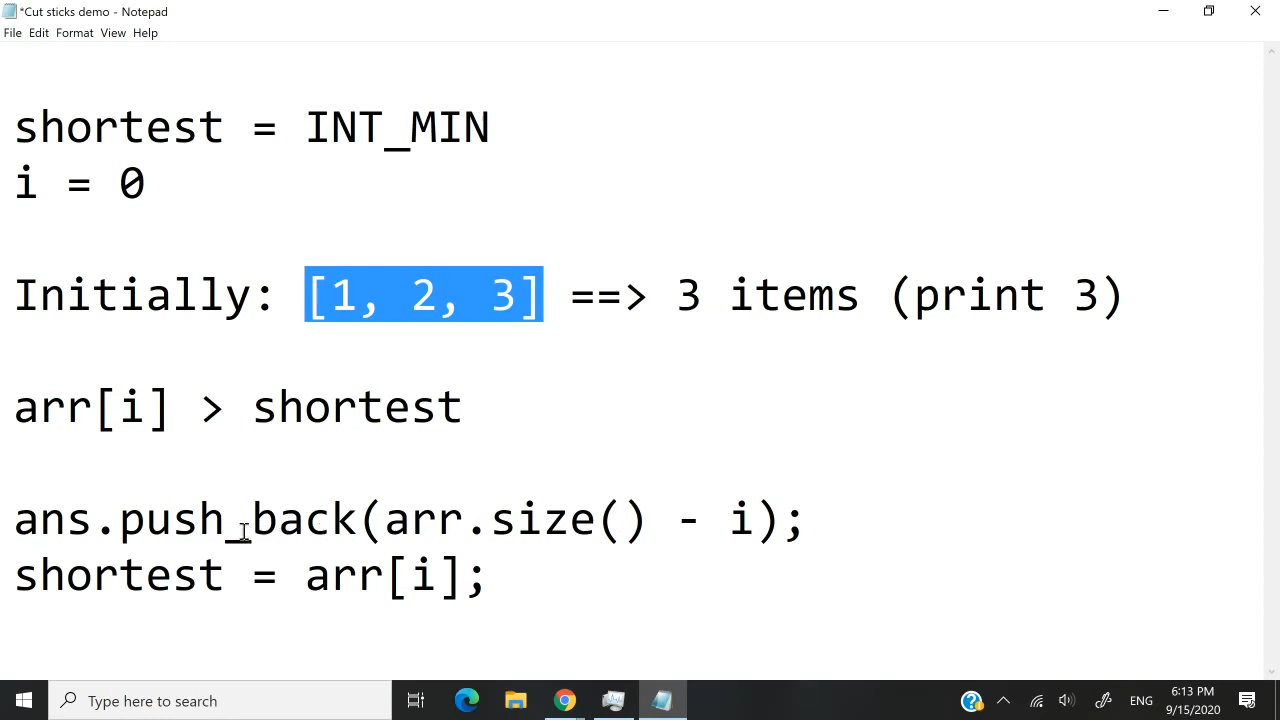 *Cut sticks demo - Notepad
File Edit Format View Help
shortest = INT_MIN
i = 0
Initially: [1, 2, 3] ==> 3 items (print 3)
arr[i] > shortest
ans.push_back(arr.size() - i);
shortest = arr[i];
Type here to search
ENG
6:13 PM
9/15/2020